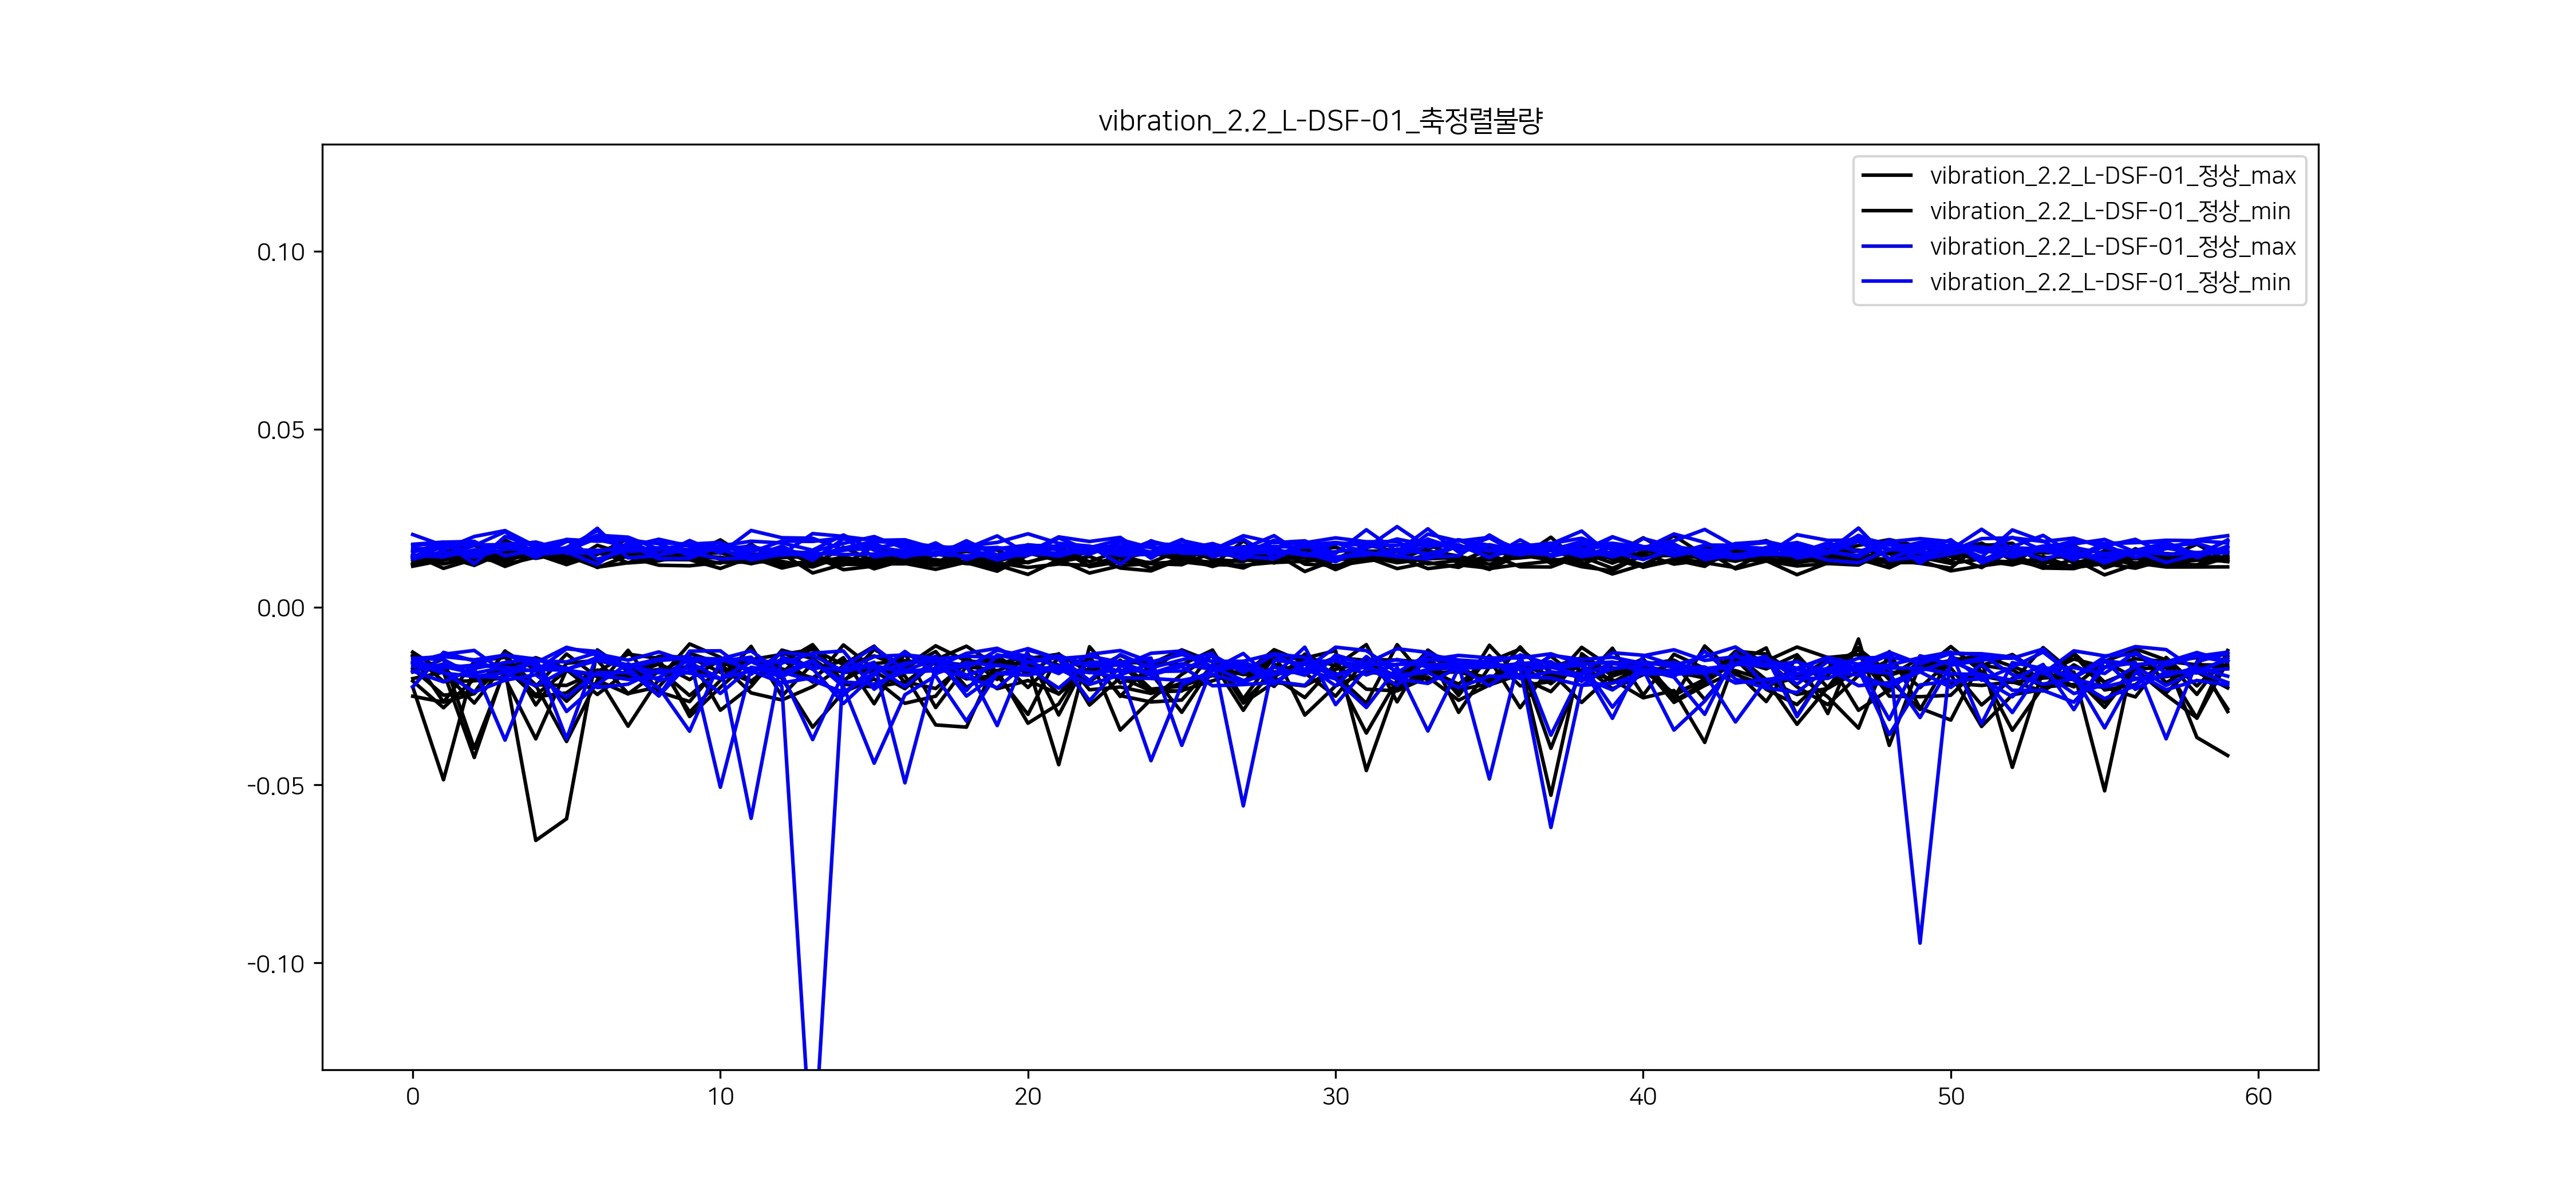 vibration_2.2_L-DSF-01_축정렬불량
vibration_2.2_L-DSF-01_정상_max
vibration_2.2_L-DSF-01_정상_min
vibration_2.2_L-DSF-01_정상_max
vibration_2.2_L-DSF-01_정상_min
0.10
0.05
0.00
-0.05
-0.10
0 10 20 30 40 50 60